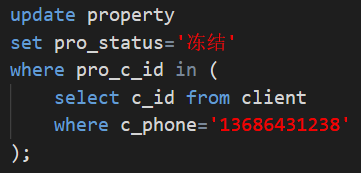 update property
set pro_status='冻结'
where pro_c_id in (
    select c_id from client
    where c_phone='13686431238'
);